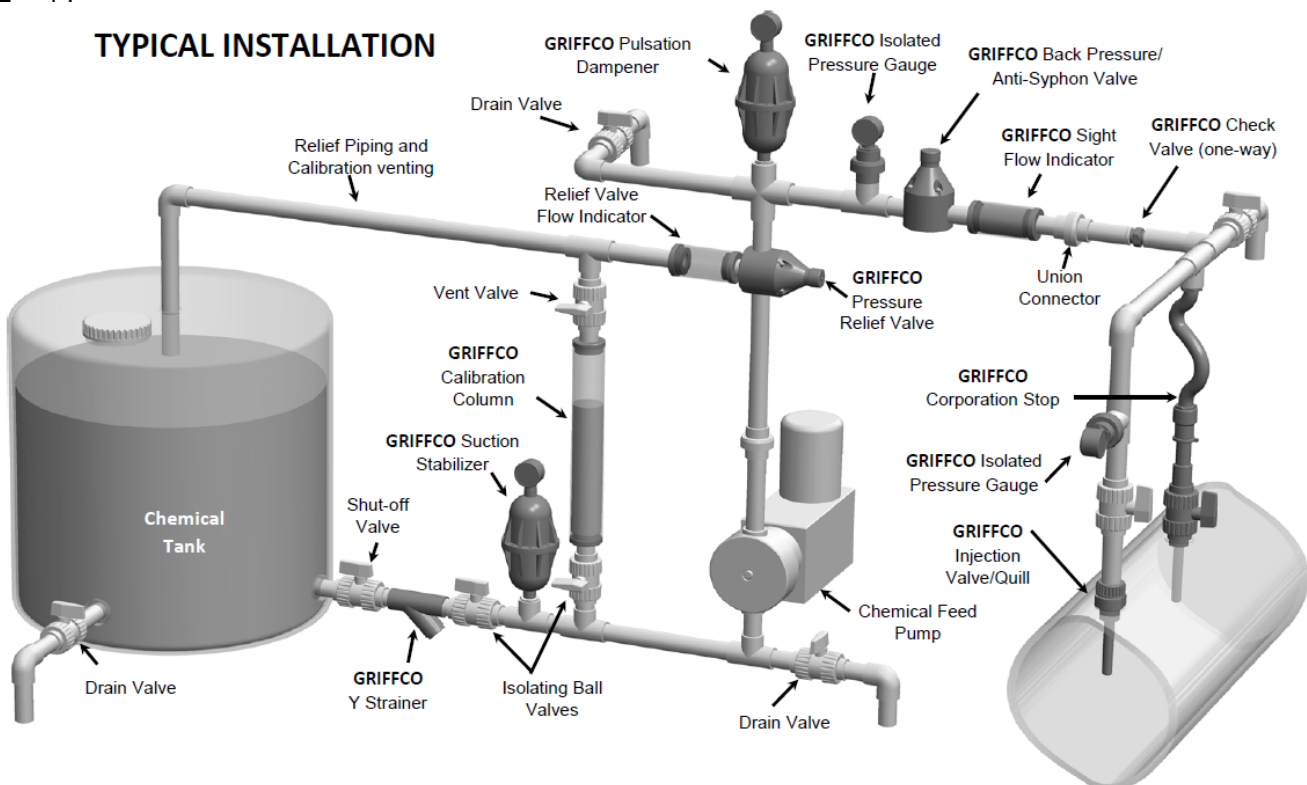 TYPICAL INSTALLATION
GRIFFCO Pulsation
Dampener
GRIFFCO Isolated
Pressure Gauge
GRIFFCO Back Pressure/
Anti-Syphon Valve
Drain Valve
GRIFFCO Sight
Flow Indicator
GRIFFCO Check
Valve (one-way)
Relief Piping and
Calibration venting
Relief Valve
Flow Indicator
Vent Valve
GRIFFCO
Pressure
Relief Valve
Union
Connector
GRIFFCO
Calibration
Column
GRIFFCO
Corporation Stop
GRIFFCO Suction
Stabilizer
GRIFFCO Isolated
Pressure Gauge
Shut-off
Valve
Chemical
Tank
GRIFFCO
Injection
Valve/Quill
Chemical Feed
Pump
Drain Valve
GRIFFCO
Y Strainer
Isolating Ball
Valves
Drain Valve